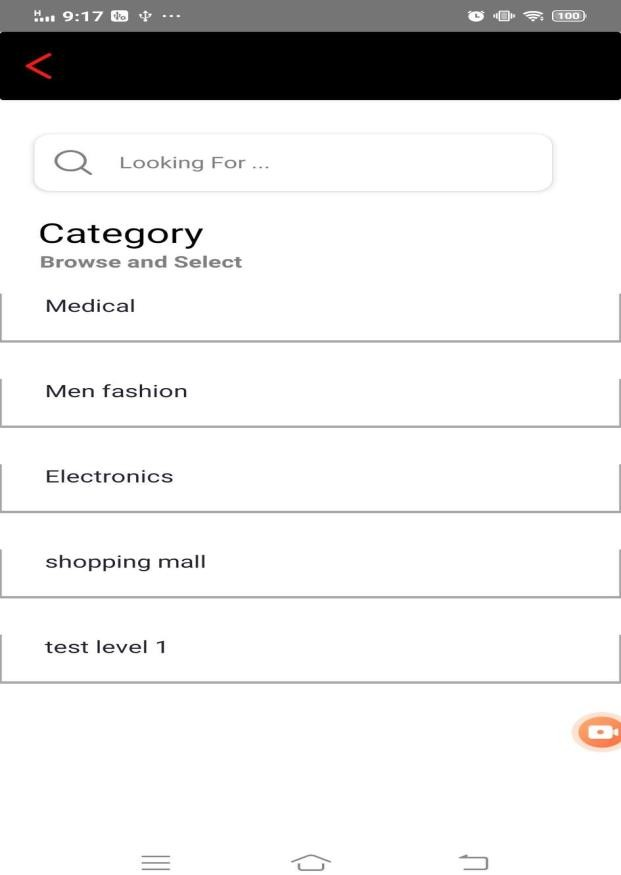 H 9:17 ...
100
Looking For ...
Category
Browse and Select
Medical
Men fashion
Electronics
shopping mall
test level 1